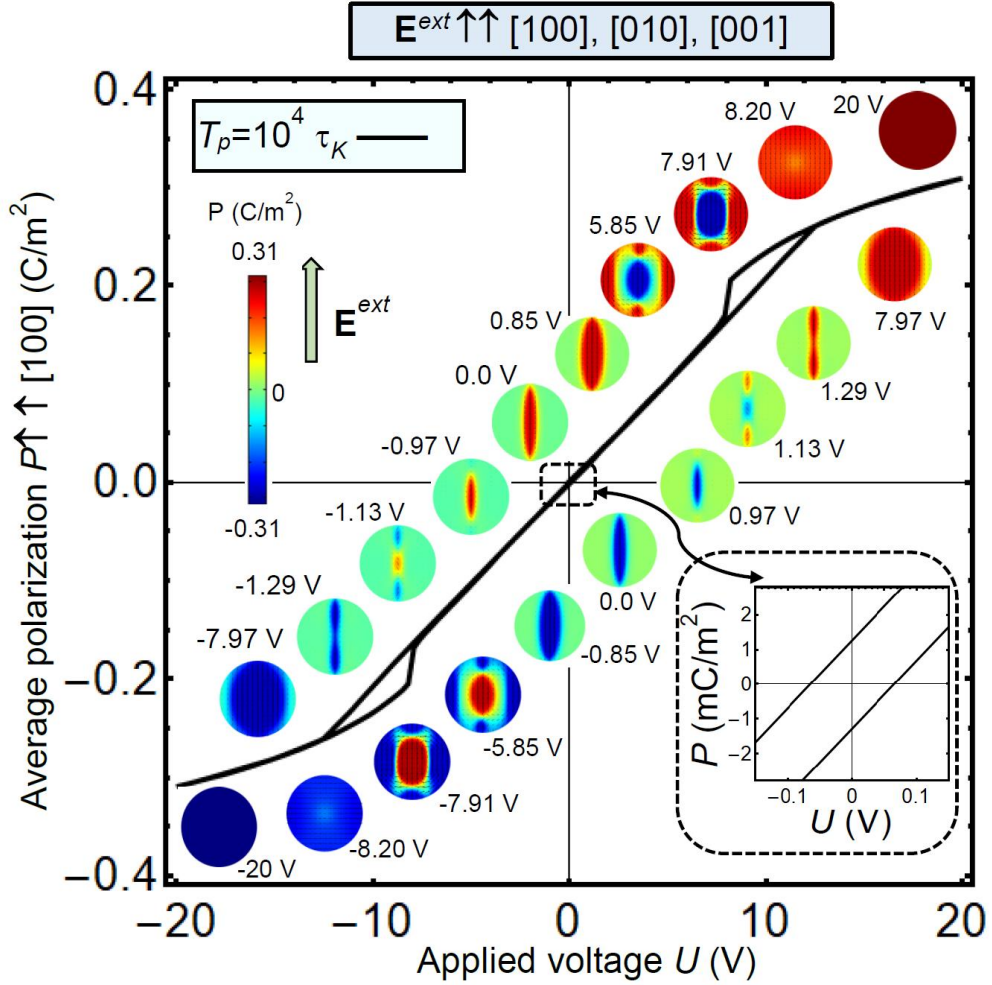 E^ext ↑↑ [100], [010], [001]
Average polarization P↑↑ [100] (C/m²)
0.4
0.2
0.0
−0.2
−0.4
T_p=10⁴ τ_K
P (C/m²)
0.31
0
-0.31
E^ext
8.20 V
20 V
7.91 V
5.85 V
0.85 V
0.0 V
-0.97 V
-1.13 V
-1.29 V
-7.97 V
7.97 V
1.29 V
1.13 V
0.97 V
0.0 V
-0.85 V
-5.85 V
-7.91 V
-8.20 V
-20 V
P (mC/m²)
2
1
0
−1
−2
−0.1
0
0.1
U (V)
−20
−10
0
10
20
Applied voltage U (V)